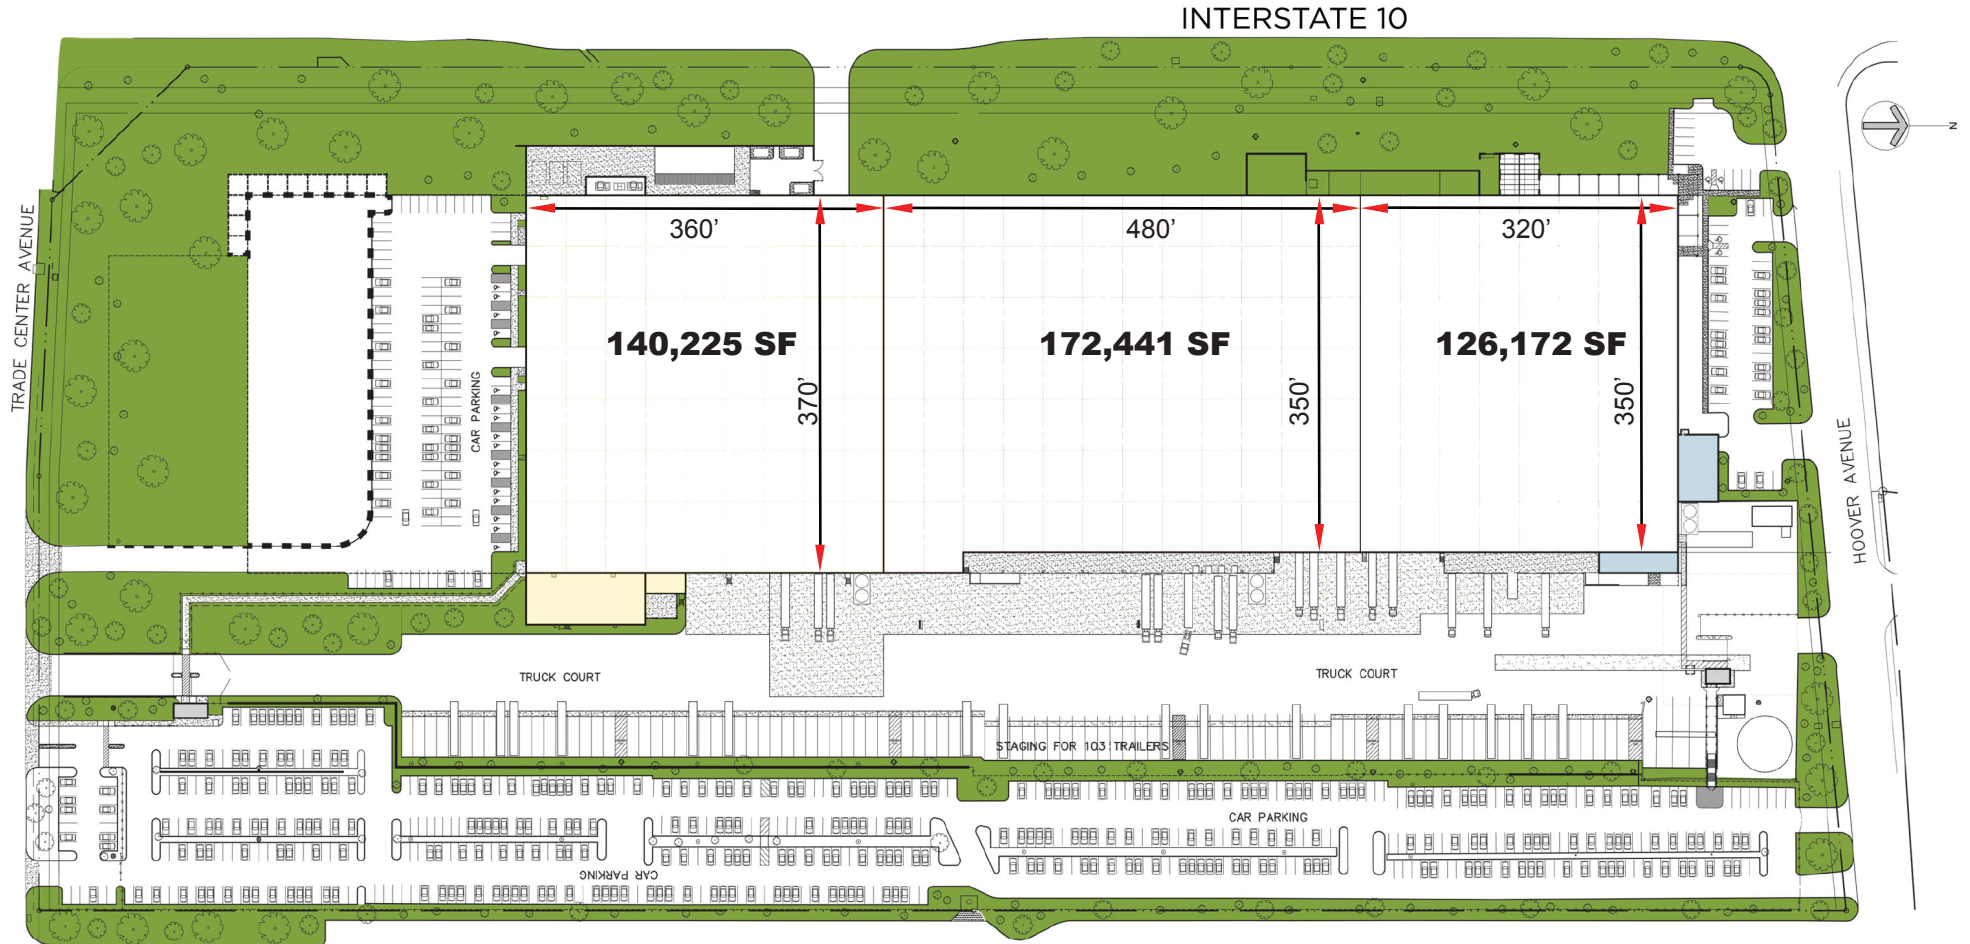 INTERSTATE 10
N
TRADE CENTER AVENUE
360’
480’
320’
140,225 SF
172,441 SF
126,172 SF
370’
350’
350’
CAR PARKING
HOOVER AVENUE
TRUCK COURT
TRUCK COURT
STAGING FOR 103 TRAILERS
CAR PARKING
CAR PARKING